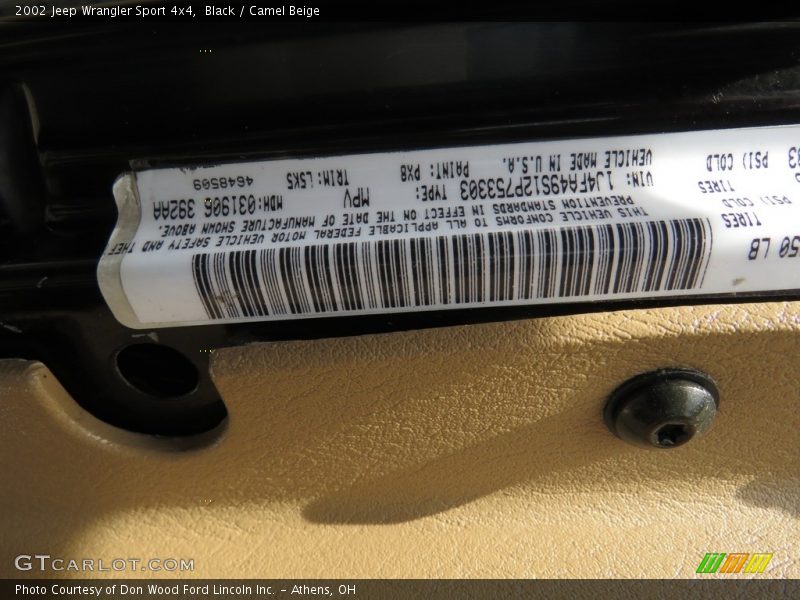 2002 Jeep Wrangler Sport 4x4,  Black / Camel Beige
50 LB
TIRES
PSI) COLD
TIRES
PSI) COLD
THIS VEHICLE CONFORMS TO ALL APPLICABLE FEDERAL MOTOR VEHICLE SAFETY AND THEF
PREVENTION STANDARDS IN EFFECT ON THE DATE OF MANUFACTURE SHOWN ABOVE.
VIN: 1J4FA49S12P753303 TYPE: MPV MDH:031906 392AA
VEHICLE MADE IN U.S.A. PAINT: PX8 TRIM: L5K5 4648509
GTCARLOT.COM
Photo Courtesy of Don Wood Ford Lincoln Inc. - Athens, OH